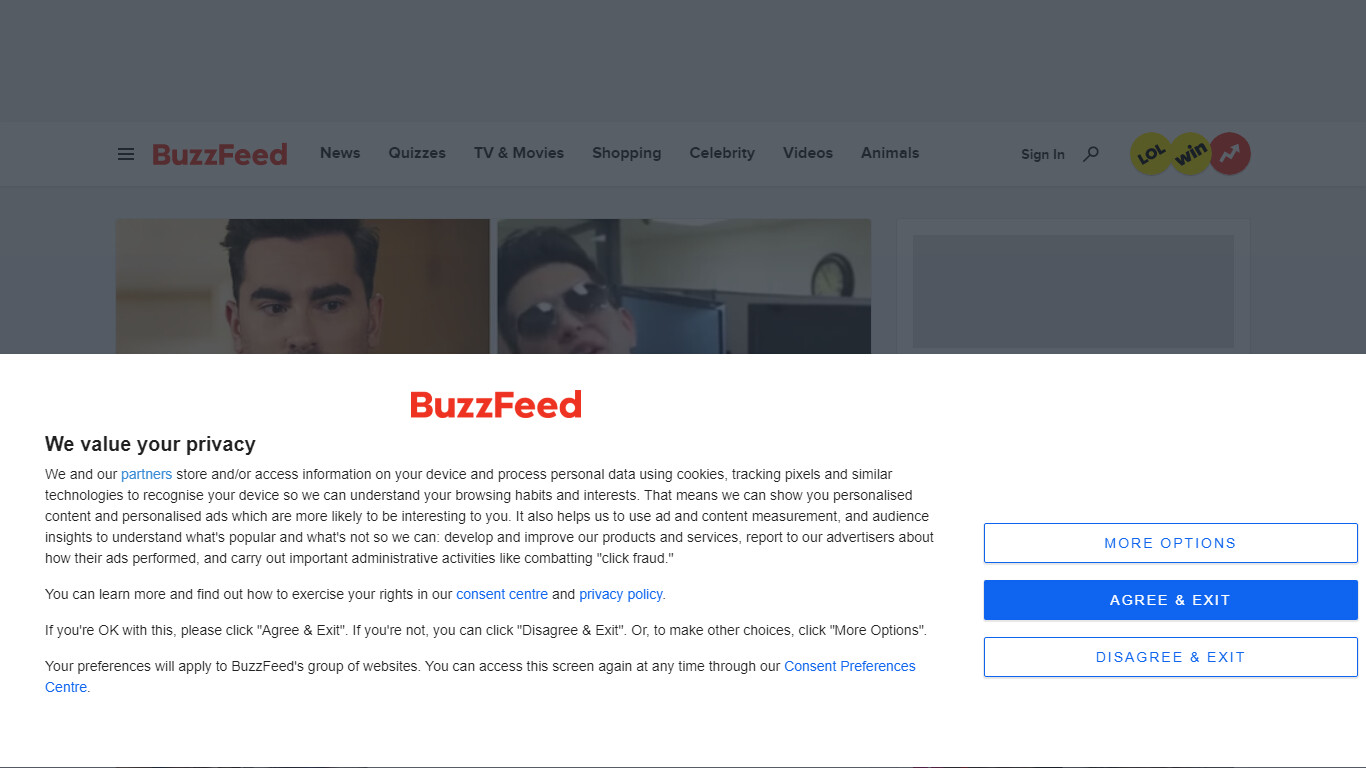 BuzzFeed News Quizzes TV & Movies Shopping Celebrity Videos Animals Sign In LOL win
BuzzFeed
We value your privacy
We and our partners store and/or access information on your device and process personal data using cookies, tracking pixels and similar
technologies to recognise your device so we can understand your browsing habits and interests. That means we can show you personalised
content and personalised ads which are more likely to be interesting to you. It also helps us to use ad and content measurement, and audience
insights to understand what's popular and what's not so we can: develop and improve our products and services, report to our advertisers about
how their ads performed, and carry out important administrative activities like combatting "click fraud."
You can learn more and find out how to exercise your rights in our consent centre and privacy policy.
If you're OK with this, please click "Agree & Exit". If you're not, you can click "Disagree & Exit". Or, to make other choices, click "More Options".
Your preferences will apply to BuzzFeed's group of websites. You can access this screen again at any time through our Consent Preferences
Centre.
MORE OPTIONS
AGREE & EXIT
DISAGREE & EXIT